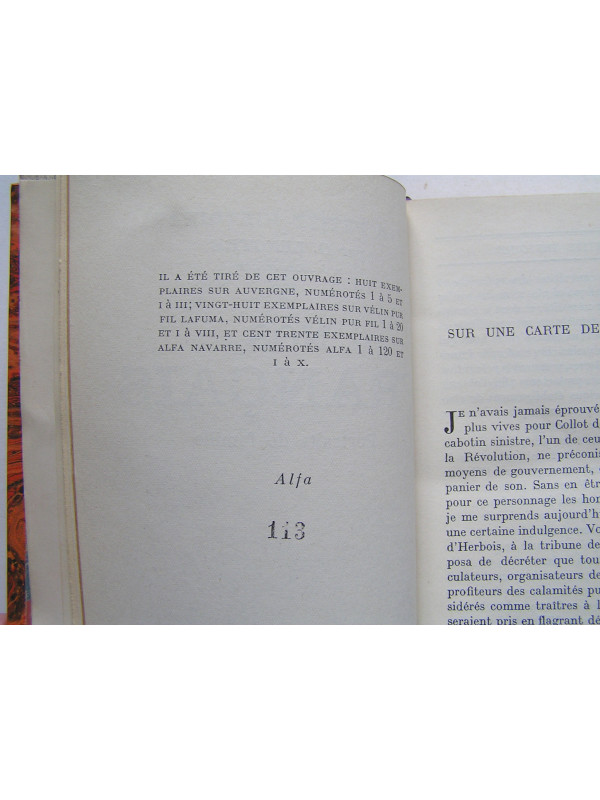 IL A ÉTÉ TIRÉ DE CET OUVRAGE : HUIT EXEM-
PLAIRES SUR AUVERGNE, NUMÉROTÉS 1 à 5 ET
I à III; VINGT-HUIT EXEMPLAIRES SUR VÉLIN PUR
FIL LAFUMA, NUMÉROTÉS VÉLIN PUR FIL 1 à 20
ET I à VIII, ET CENT TRENTE EXEMPLAIRES SUR
ALFA NAVARRE, NUMÉROTÉS ALFA 1 à 120 ET
I à X.
Alfa
113
SUR UNE CARTE DE
JE n'avais jamais éprouvé
plus vives pour Collot d
cabotin sinistre, l'un de ceu
la Révolution, ne préconis
moyens de gouvernement,
panier de son. Sans en êtr
pour ce personnage les hon
je me surprends aujourd'h
une certaine indulgence. Vo
d'Herbois, à la tribune de
posa de décréter que tou
culateurs, organisateurs de
profiteurs des calamités pu
sidérés comme traîtres à l
seraient pris en flagrant dé